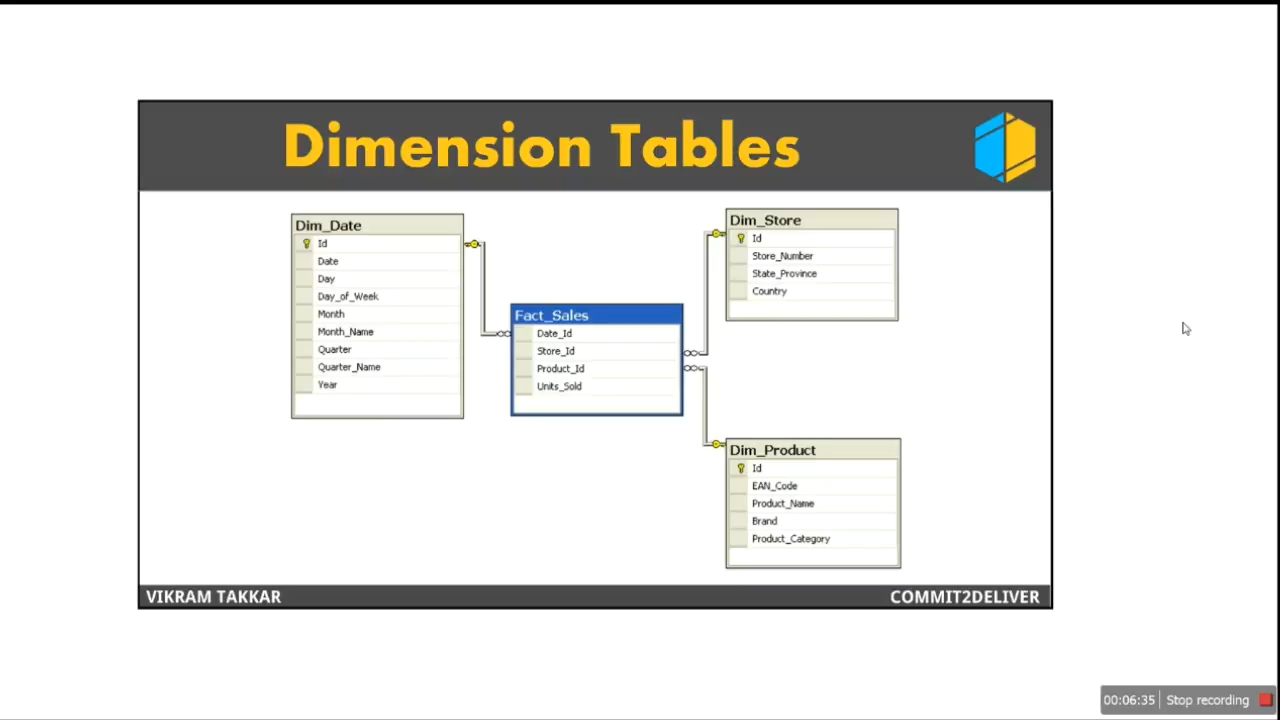 Dimension Tables
Dim_Date
Id
Date
Day
Day_of_Week
Month
Month_Name
Quarter
Quarter_Name
Year
Fact_Sales
Date_Id
Store_Id
Product_Id
Units_Sold
Dim_Store
Id
Store_Number
State_Province
Country
Dim_Product
Id
EAN_Code
Product_Name
Brand
Product_Category
VIKRAM TAKKAR
COMMIT2DELIVER
00:06:35 Stop recording